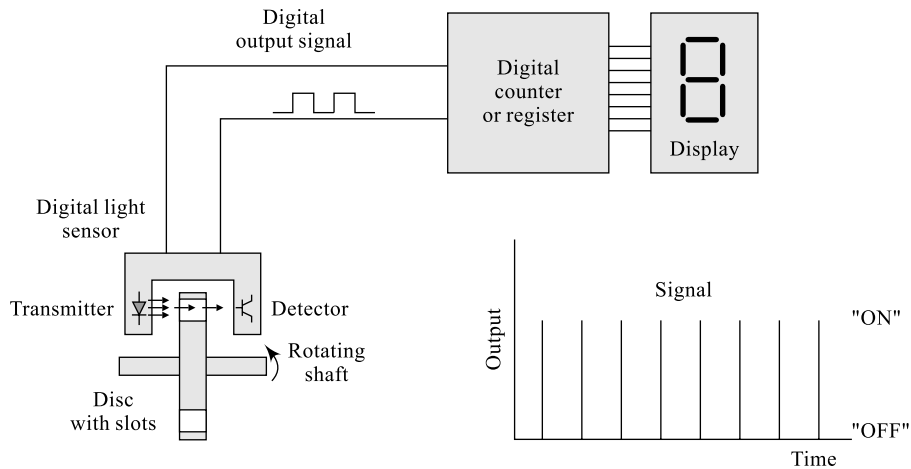 Digital
output signal
Digital
counter
or register
Display
Digital light
sensor
Transmitter
Detector
Rotating
shaft
Disc
with slots
Signal
Output
"ON"
"OFF"
Time